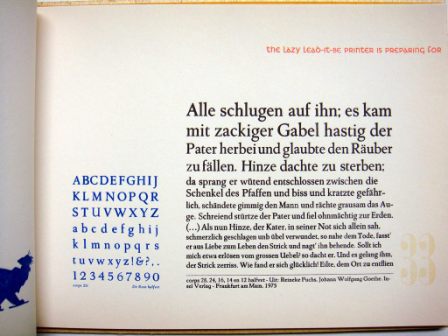 the lazy lead-it-be printer is preparing for
Alle schlugen auf ihn; es kam
mit zackiger Gabel hastig der
Pater herbei und glaubte den Räuber
zu fällen. Hinze dachte zu sterben;
da sprang er wütend entschlossen zwischen die
Schenkel des Pfaffen und biss und kratzte gefähr-
lich, schändete gimmig den Mann und rächte grausam das Au-
ge. Schreiend stürzte der Pater und fiel ohnmächtig zur Erden.
(...) Als nun Hinze, der Kater, in seiner Not sich allein sah,
schmerzlich geschlagen und übel verwundet, so nahe dem Tode, fasst'
er aus Liebe zum Leben den Strick und nagt' ihn behende. Sollt ich
mich etwa erlösen vom grossen Uebel? so dacht er. Und es gelang ihm,
der Strick zerriss. Wie fand er sich glücklich! Eilte, dem Ort zu entfliehn
corps 28, 24, 16, 14 en 12 halfvet - Uit: Reineke Fuchs, Johann Wolfgang Goethe. In-
sel Verlag - Frankfurt am Main. 1975
ABCDEFGHIJ
KLMNOPQR
STUVWXYZ
abcdefghij
klmnopqrs
tuvwxyz!&?..
1234567890
33